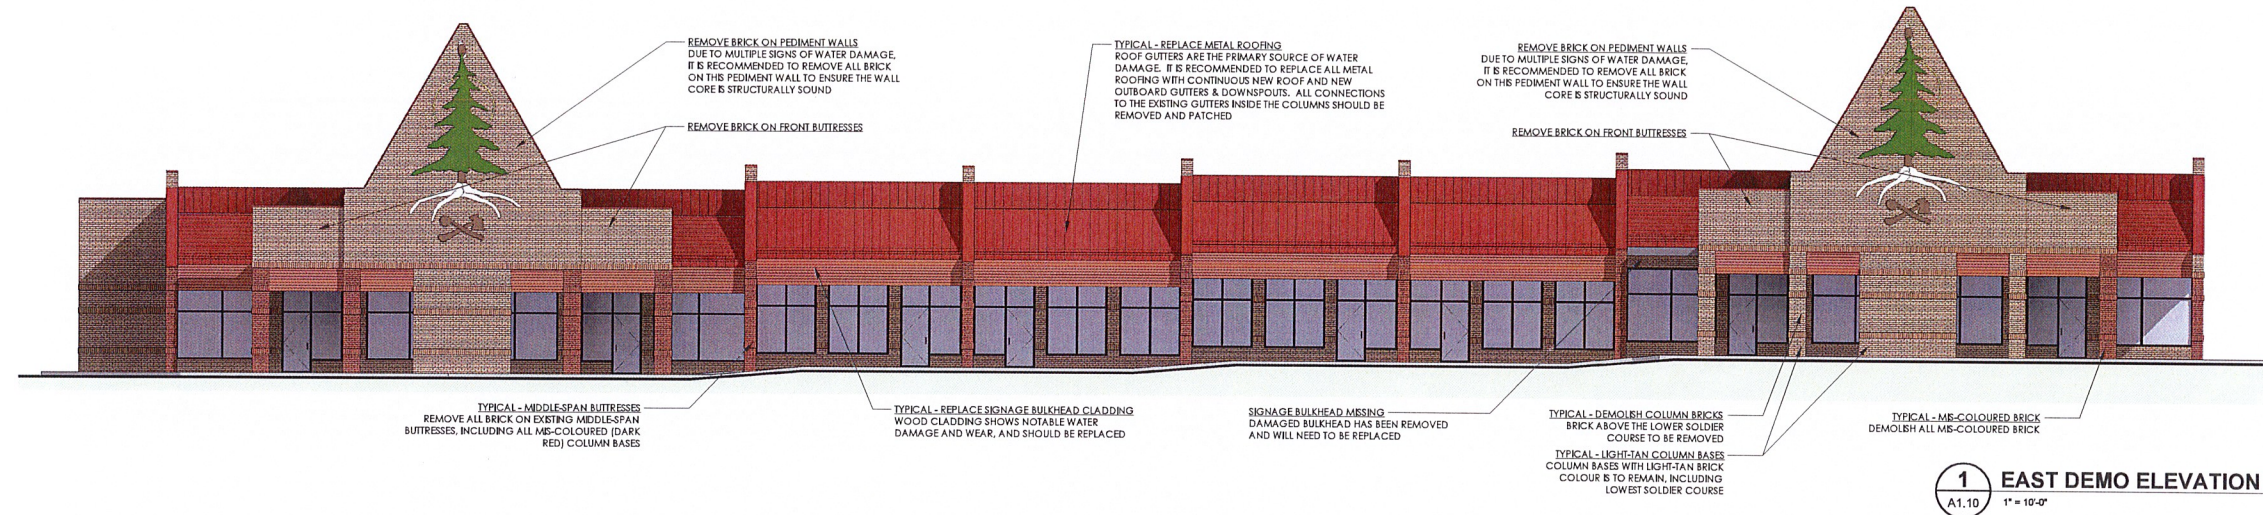 REMOVE BRICK ON PEDIMENT WALLS
DUE TO MULTIPLE SIGNS OF WATER DAMAGE,
IT IS RECOMMENDED TO REMOVE ALL BRICK
ON THIS PEDIMENT WALL TO ENSURE THE WALL
CORE IS STRUCTURALLY SOUND
REMOVE BRICK ON FRONT BUTTRESSES
TYPICAL - REPLACE METAL ROOFING
ROOF GUTTERS ARE THE PRIMARY SOURCE OF WATER
DAMAGE. IT IS RECOMMENDED TO REPLACE ALL METAL
ROOFING WITH CONTINUOUS NEW ROOF AND NEW
OUTBOARD GUTTERS & DOWNSPOUTS. ALL CONNECTIONS
TO THE EXISTING GUTTERS INSIDE THE COLUMNS SHOULD BE
REMOVED AND PATCHED
REMOVE BRICK ON PEDIMENT WALLS
DUE TO MULTIPLE SIGNS OF WATER DAMAGE,
IT IS RECOMMENDED TO REMOVE ALL BRICK
ON THIS PEDIMENT WALL TO ENSURE THE WALL
CORE IS STRUCTURALLY SOUND
REMOVE BRICK ON FRONT BUTTRESSES
TYPICAL - MIDDLE-SPAN BUTTRESSES
REMOVE ALL BRICK ON EXISTING MIDDLE-SPAN
BUTTRESSES, INCLUDING ALL MIS-COLOURED (DARK
RED) COLUMN BASES
TYPICAL - REPLACE SIGNAGE BULKHEAD CLADDING
WOOD CLADDING SHOWS NOTABLE WATER
DAMAGE AND WEAR, AND SHOULD BE REPLACED
SIGNAGE BULKHEAD MISSING
DAMAGED BULKHEAD HAS BEEN REMOVED
AND WILL NEED TO BE REPLACED
TYPICAL - DEMOLISH COLUMN BRICKS
BRICK ABOVE THE LOWER SOLDIER
COURSE TO BE REMOVED
TYPICAL - LIGHT-TAN COLUMN BASES
COLUMN BASES WITH LIGHT-TAN BRICK
COLOUR IS TO REMAIN, INCLUDING
LOWEST SOLDIER COURSE
TYPICAL - MIS-COLOURED BRICK
DEMOLISH ALL MIS-COLOURED BRICK
1
A1.10
EAST DEMO ELEVATION
1" = 10'-0"